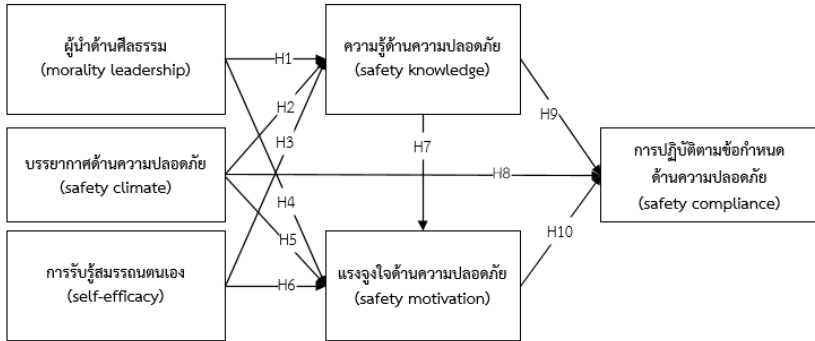 ผู้นำด้านศีลธรรม
(morality leadership)
H1
ความรู้ด้านความปลอดภัย
(safety knowledge)
H2
H3
H9
บรรยากาศด้านความปลอดภัย
(safety climate)
H7
H8
การปฏิบัติตามข้อกำหนด
ด้านความปลอดภัย
(safety compliance)
H4
H5
H10
การรับรู้สมรรถนตนเอง
(self-efficacy)
H6
แรงจูงใจด้านความปลอดภัย
(safety motivation)